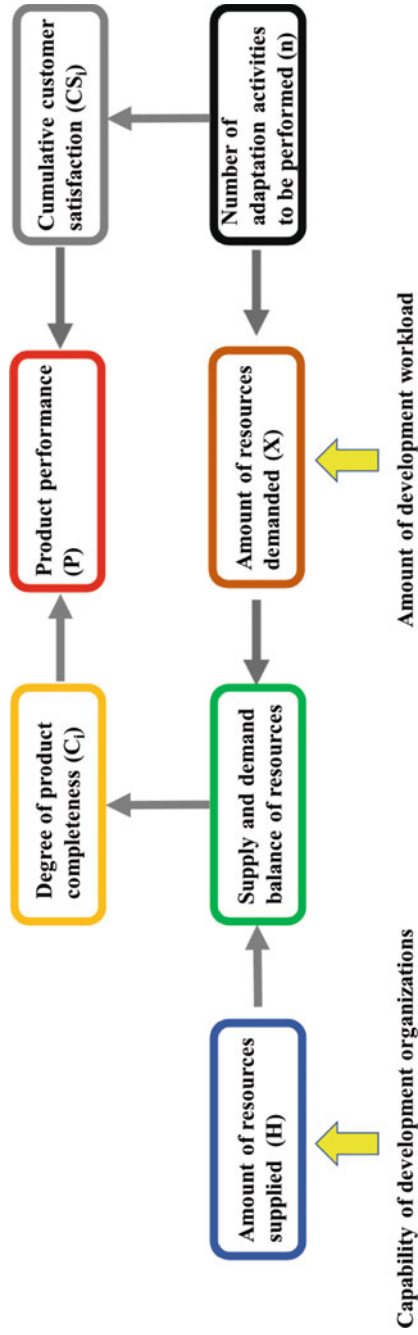 Degree of product
completeness (Cᵢ)
Product performance
(P)
Cumulative customer
satisfaction (CSᵢ)
Amount of resources
supplied (H)
Supply and demand
balance of resources
Amount of resources
demanded (X)
Number of
adaptation activities
to be performed (n)
Capability of development organizations
Amount of development workload